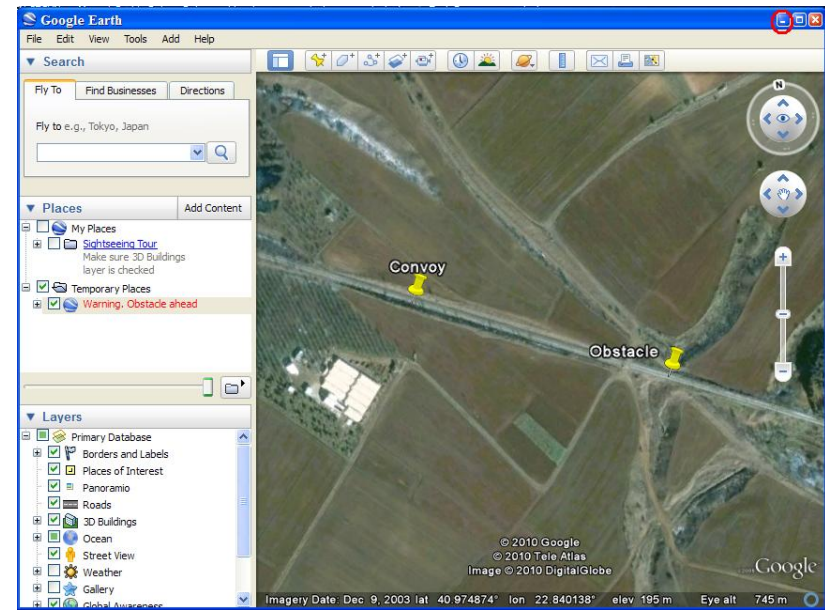 Google Earth
File Edit View Tools Add Help
Search
Fly To Find Businesses Directions
Fly to e.g., Tokyo, Japan
Places Add Content
My Places
Sightseeing Tour
Make sure 3D Buildings
layer is checked
Temporary Places
Warning. Obstacle ahead
Layers
Primary Database
Borders and Labels
Places of Interest
Panoramio
Roads
3D Buildings
Ocean
Street View
Weather
Gallery
Global Awareness
N
Convoy
Obstacle
© 2010 Google
© 2010 Tele Atlas
Image © 2010 DigitalGlobe
Google
Imagery Date: Dec 9, 2003 lat 40.974874° lon 22.840138° elev 195 m Eye alt 745 m